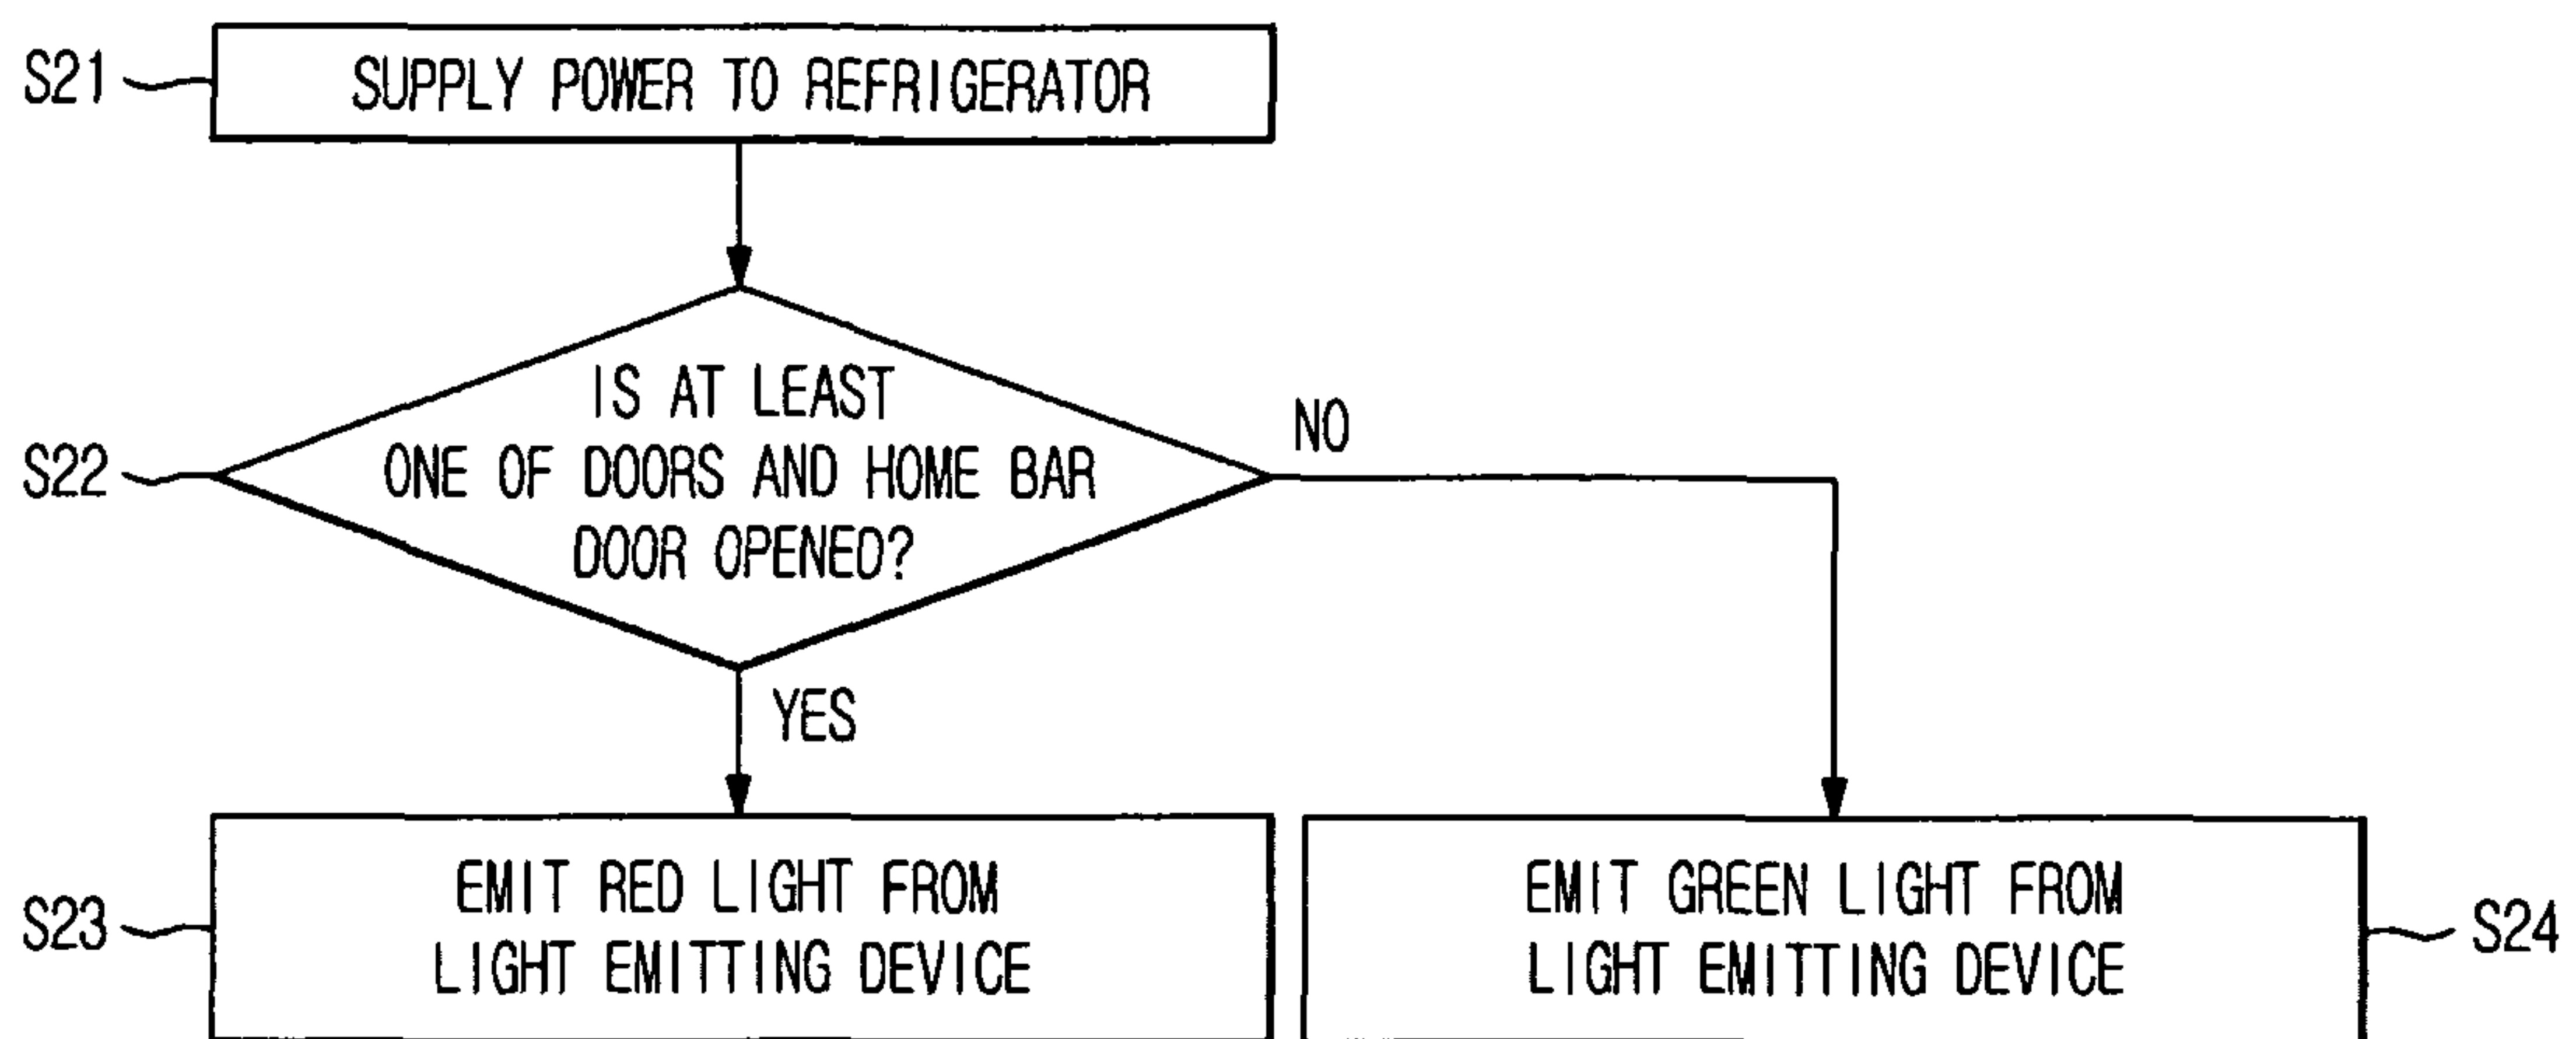 S21
SUPPLY POWER TO REFRIGERATOR
S22
IS AT LEAST
ONE OF DOORS AND HOME BAR
DOOR OPENED?
NO
YES
S23
EMIT RED LIGHT FROM
LIGHT EMITTING DEVICE
EMIT GREEN LIGHT FROM
LIGHT EMITTING DEVICE
S24